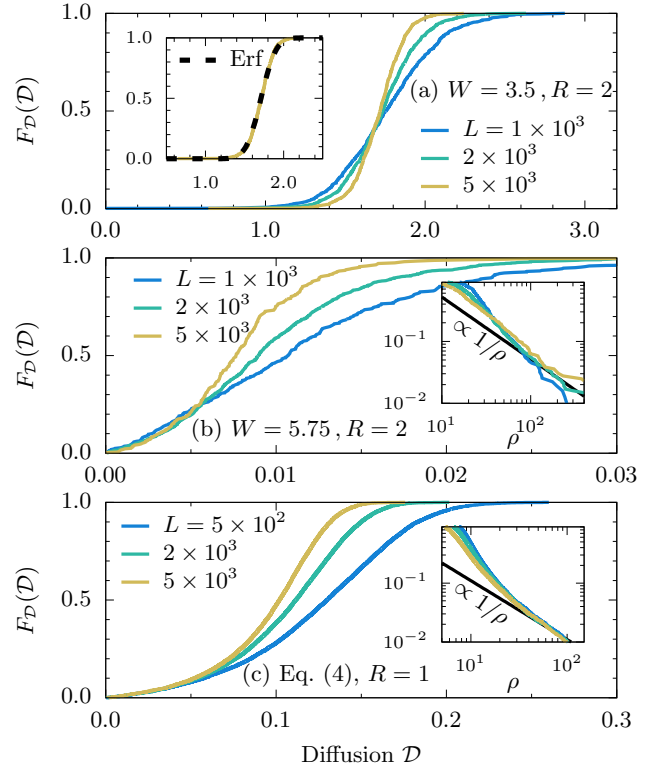 F_D(D)
1.0
0.5
0.0
1.0
0.5
0.0
1.0
2.0
Erf
(a) W = 3.5 , R = 2
L = 1 × 10³
2 × 10³
5 × 10³
0.0
1.0
2.0
3.0
F_D(D)
1.0
0.5
0.0
L = 1 × 10³
2 × 10³
5 × 10³
10⁻¹
10⁻²
∝ 1/ρ
10¹
10²
ρ
(b) W = 5.75 , R = 2
0.00
0.01
0.02
0.03
F_D(D)
1.0
0.5
0.0
L = 5 × 10²
2 × 10³
5 × 10³
10⁻¹
10⁻²
∝ 1/ρ
10¹
10²
ρ
(c) Eq. (4), R = 1
0.0
0.1
0.2
0.3
Diffusion D